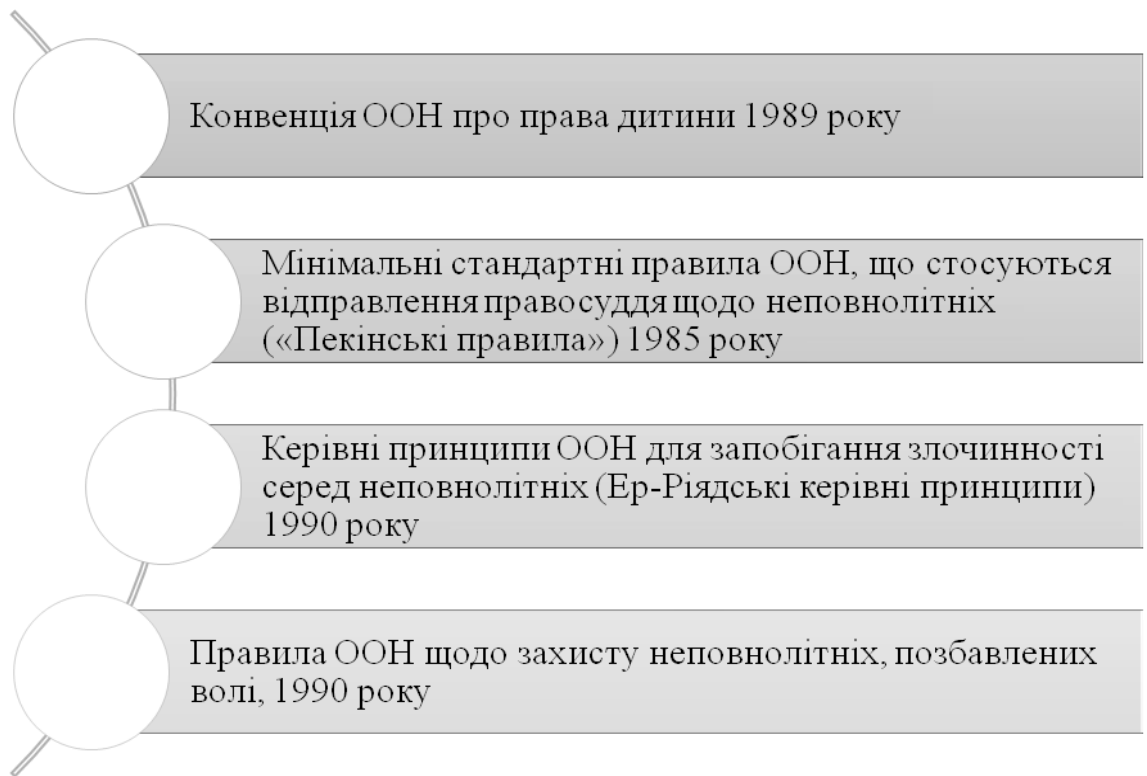 Конвенція ООН про права дитини 1989 року
Мінімальні стандартні правила ООН, що стосуються
відправлення правосуддя щодо неповнолітніх
(«Пекінські правила») 1985 року
Керівні принципи ООН для запобігання злочинності
серед неповнолітніх (Ер-Ріядські керівні принципи)
1990 року
Правила ООН щодо захисту неповнолітніх, позбавлених
волі, 1990 року